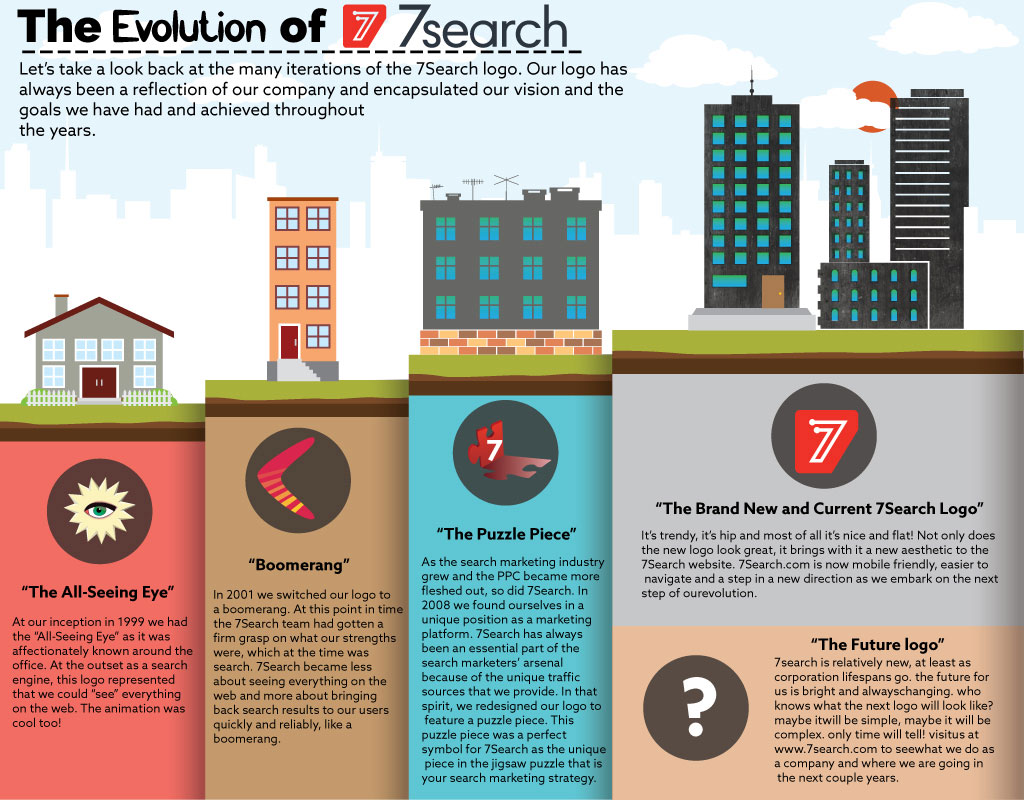 The Evolution of 7 7search
Let's take a look back at the many iterations of the 7Search logo. Our logo has
always been a reflection of our company and encapsulated our vision and the
goals we have had and achieved throughout
the years.
“The All-Seeing Eye”
At our inception in 1999 we had
the “All-Seeing Eye” as it was
affectionately known around the
office. At the outset as a search
engine, this logo represented
that we could “see” everything
on the web. The animation was
cool too!
“Boomerang”
In 2001 we switched our logo to
a boomerang. At this point in time
the 7Search team had gotten a
firm grasp on what our strengths
were, which at the time was
search. 7Search became less
about seeing everything on the
web and more about bringing
back search results to our users
quickly and reliably, like a
boomerang.
7
“The Puzzle Piece”
As the search marketing industry
grew and the PPC became more
fleshed out, so did 7Search. In
2008 we found ourselves in a
unique position as a marketing
platform. 7Search has always
been an essential part of the
search marketers’ arsenal
because of the unique traffic
sources that we provide. In that
spirit, we redesigned our logo to
feature a puzzle piece. This
puzzle piece was a perfect
symbol for 7Search as the unique
piece in the jigsaw puzzle that is
your search marketing strategy.
7
“The Brand New and Current 7Search Logo”
It’s trendy, it’s hip and most of all it’s nice and flat! Not only does
the new logo look great, it brings with it a new aesthetic to the
7Search website. 7Search.com is now mobile friendly, easier to
navigate and a step in a new direction as we embark on the next
step of ourevolution.
?
“The Future logo”
7search is relatively new, at least as
corporation lifespans go. the future for
us is bright and alwayschanging. who
knows what the next logo will look like?
maybe itwill be simple, maybe it will be
complex. only time will tell! visitus at
www.7search.com to seewhat we do as
a company and where we are going in
the next couple years.